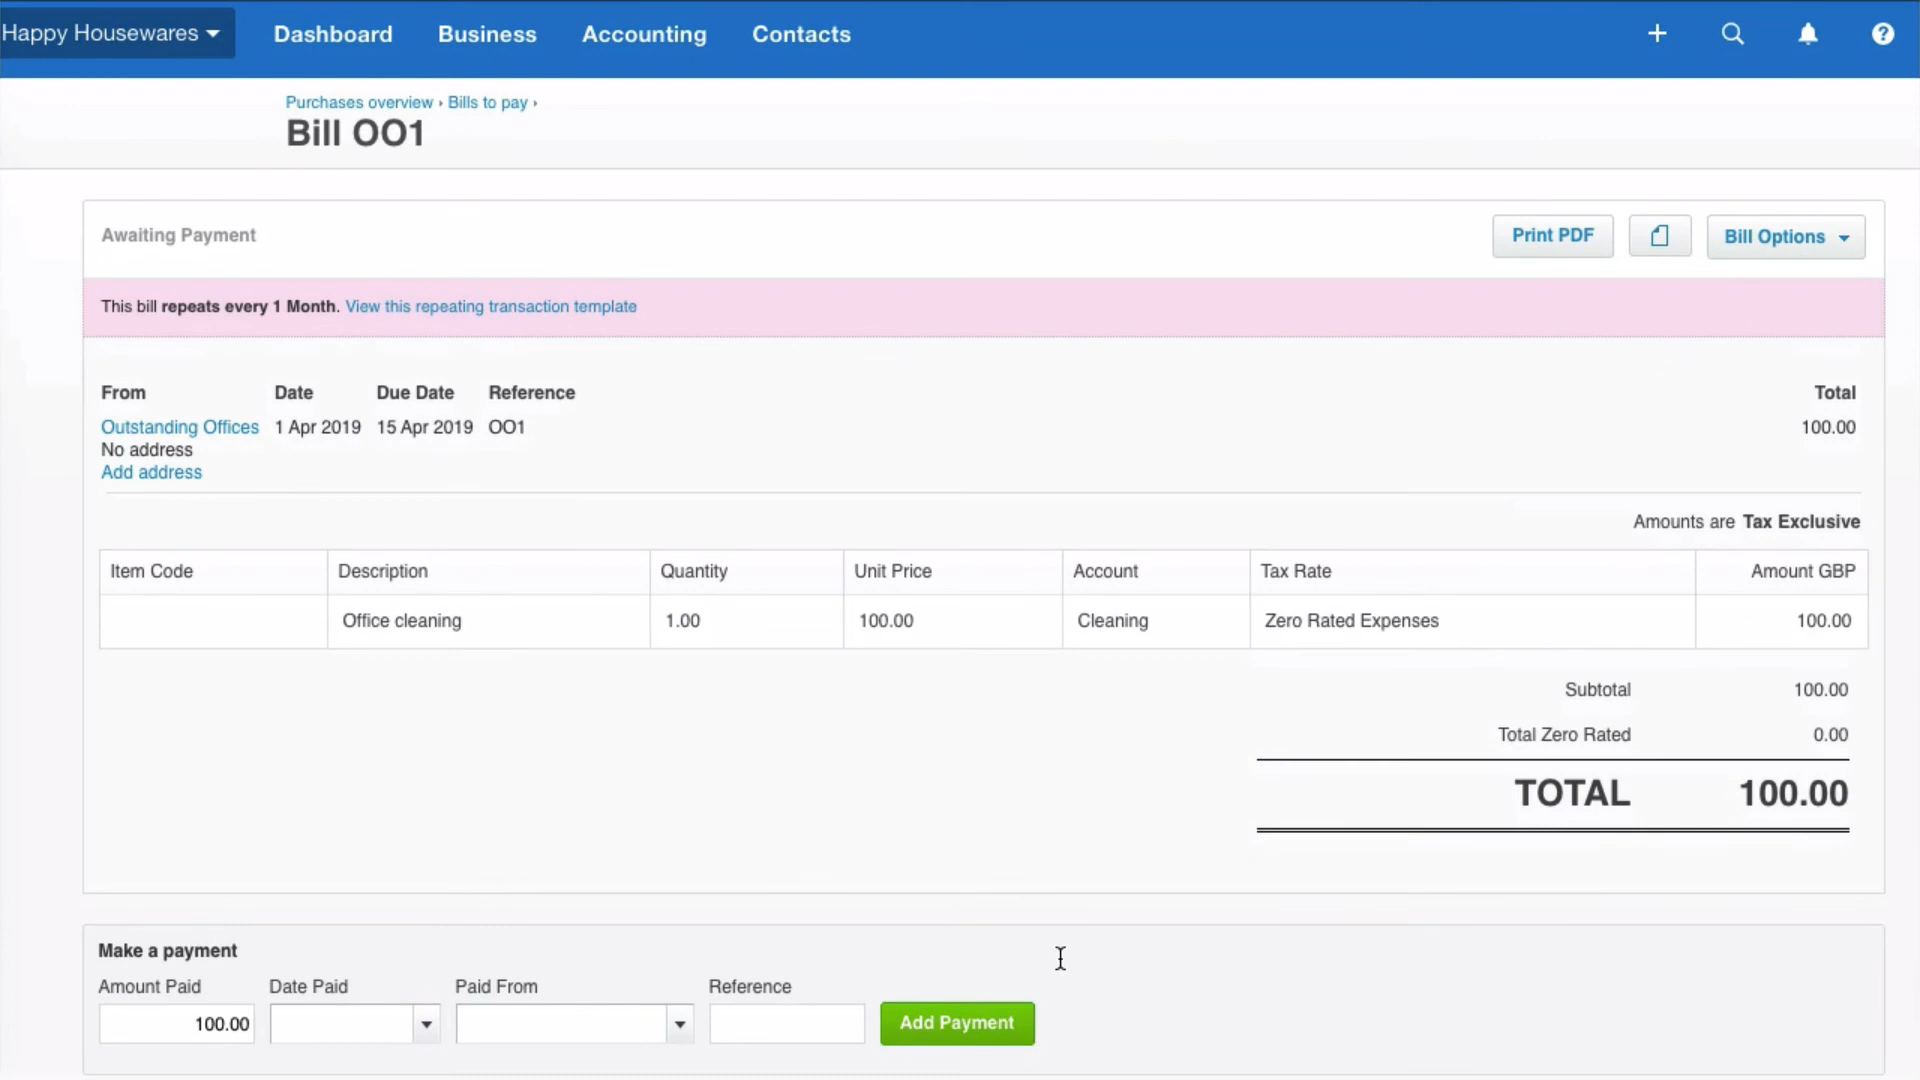 Happy Housewares Dashboard Business Accounting Contacts
Purchases overview › Bills to pay ›
Bill OO1
Awaiting Payment Print PDF Bill Options
This bill repeats every 1 Month. View this repeating transaction template
From Date Due Date Reference Total
Outstanding Offices 1 Apr 2019 15 Apr 2019 OO1 100.00
No address
Add address
Amounts are Tax Exclusive
Item Code Description Quantity Unit Price Account Tax Rate Amount GBP
Office cleaning 1.00 100.00 Cleaning Zero Rated Expenses 100.00
Subtotal 100.00
Total Zero Rated 0.00
TOTAL 100.00
Make a payment
Amount Paid Date Paid Paid From Reference
100.00 Add Payment